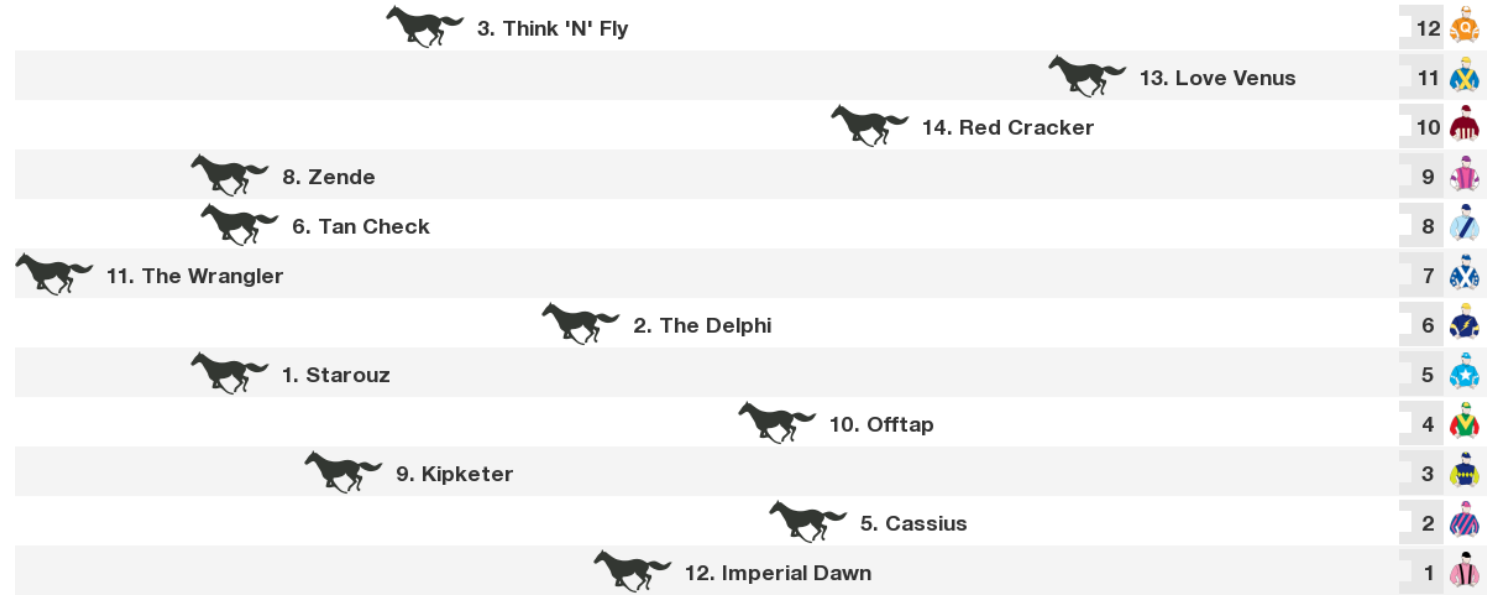 3. Think 'N' Fly 12 Q
13. Love Venus 11
14. Red Cracker 10
8. Zende 9
6. Tan Check 8
11. The Wrangler 7
2. The Delphi 6
1. Starouz 5
10. Offtap 4
9. Kipketer 3
5. Cassius 2
12. Imperial Dawn 1